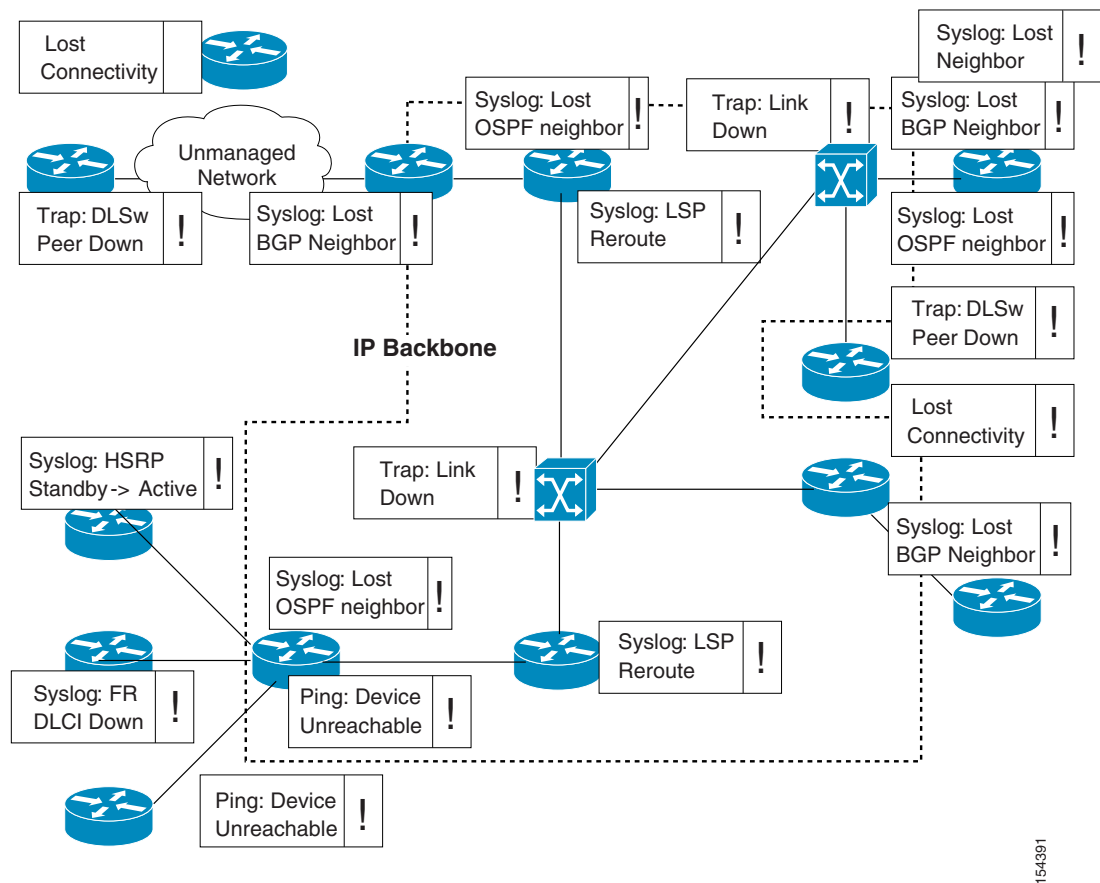 Lost
Connectivity
Syslog: Lost
Neighbor
!
Syslog: Lost
OSPF neighbor
!
Trap: Link
Down
!
Syslog: Lost
BGP Neighbor
!
Unmanaged
Network
Trap: DLSw
Peer Down
!
Syslog: Lost
BGP Neighbor
!
Syslog: LSP
Reroute
!
Syslog: Lost
OSPF neighbor
!
Trap: DLSw
Peer Down
!
IP Backbone
Lost
Connectivity
!
Syslog: HSRP
Standby-> Active
!
Trap: Link
Down
!
Syslog: Lost
BGP Neighbor
!
Syslog: Lost
OSPF neighbor
!
Syslog: LSP
Reroute
!
Syslog: FR
DLCI Down
!
Ping: Device
Unreachable
!
Ping: Device
Unreachable
!
154391